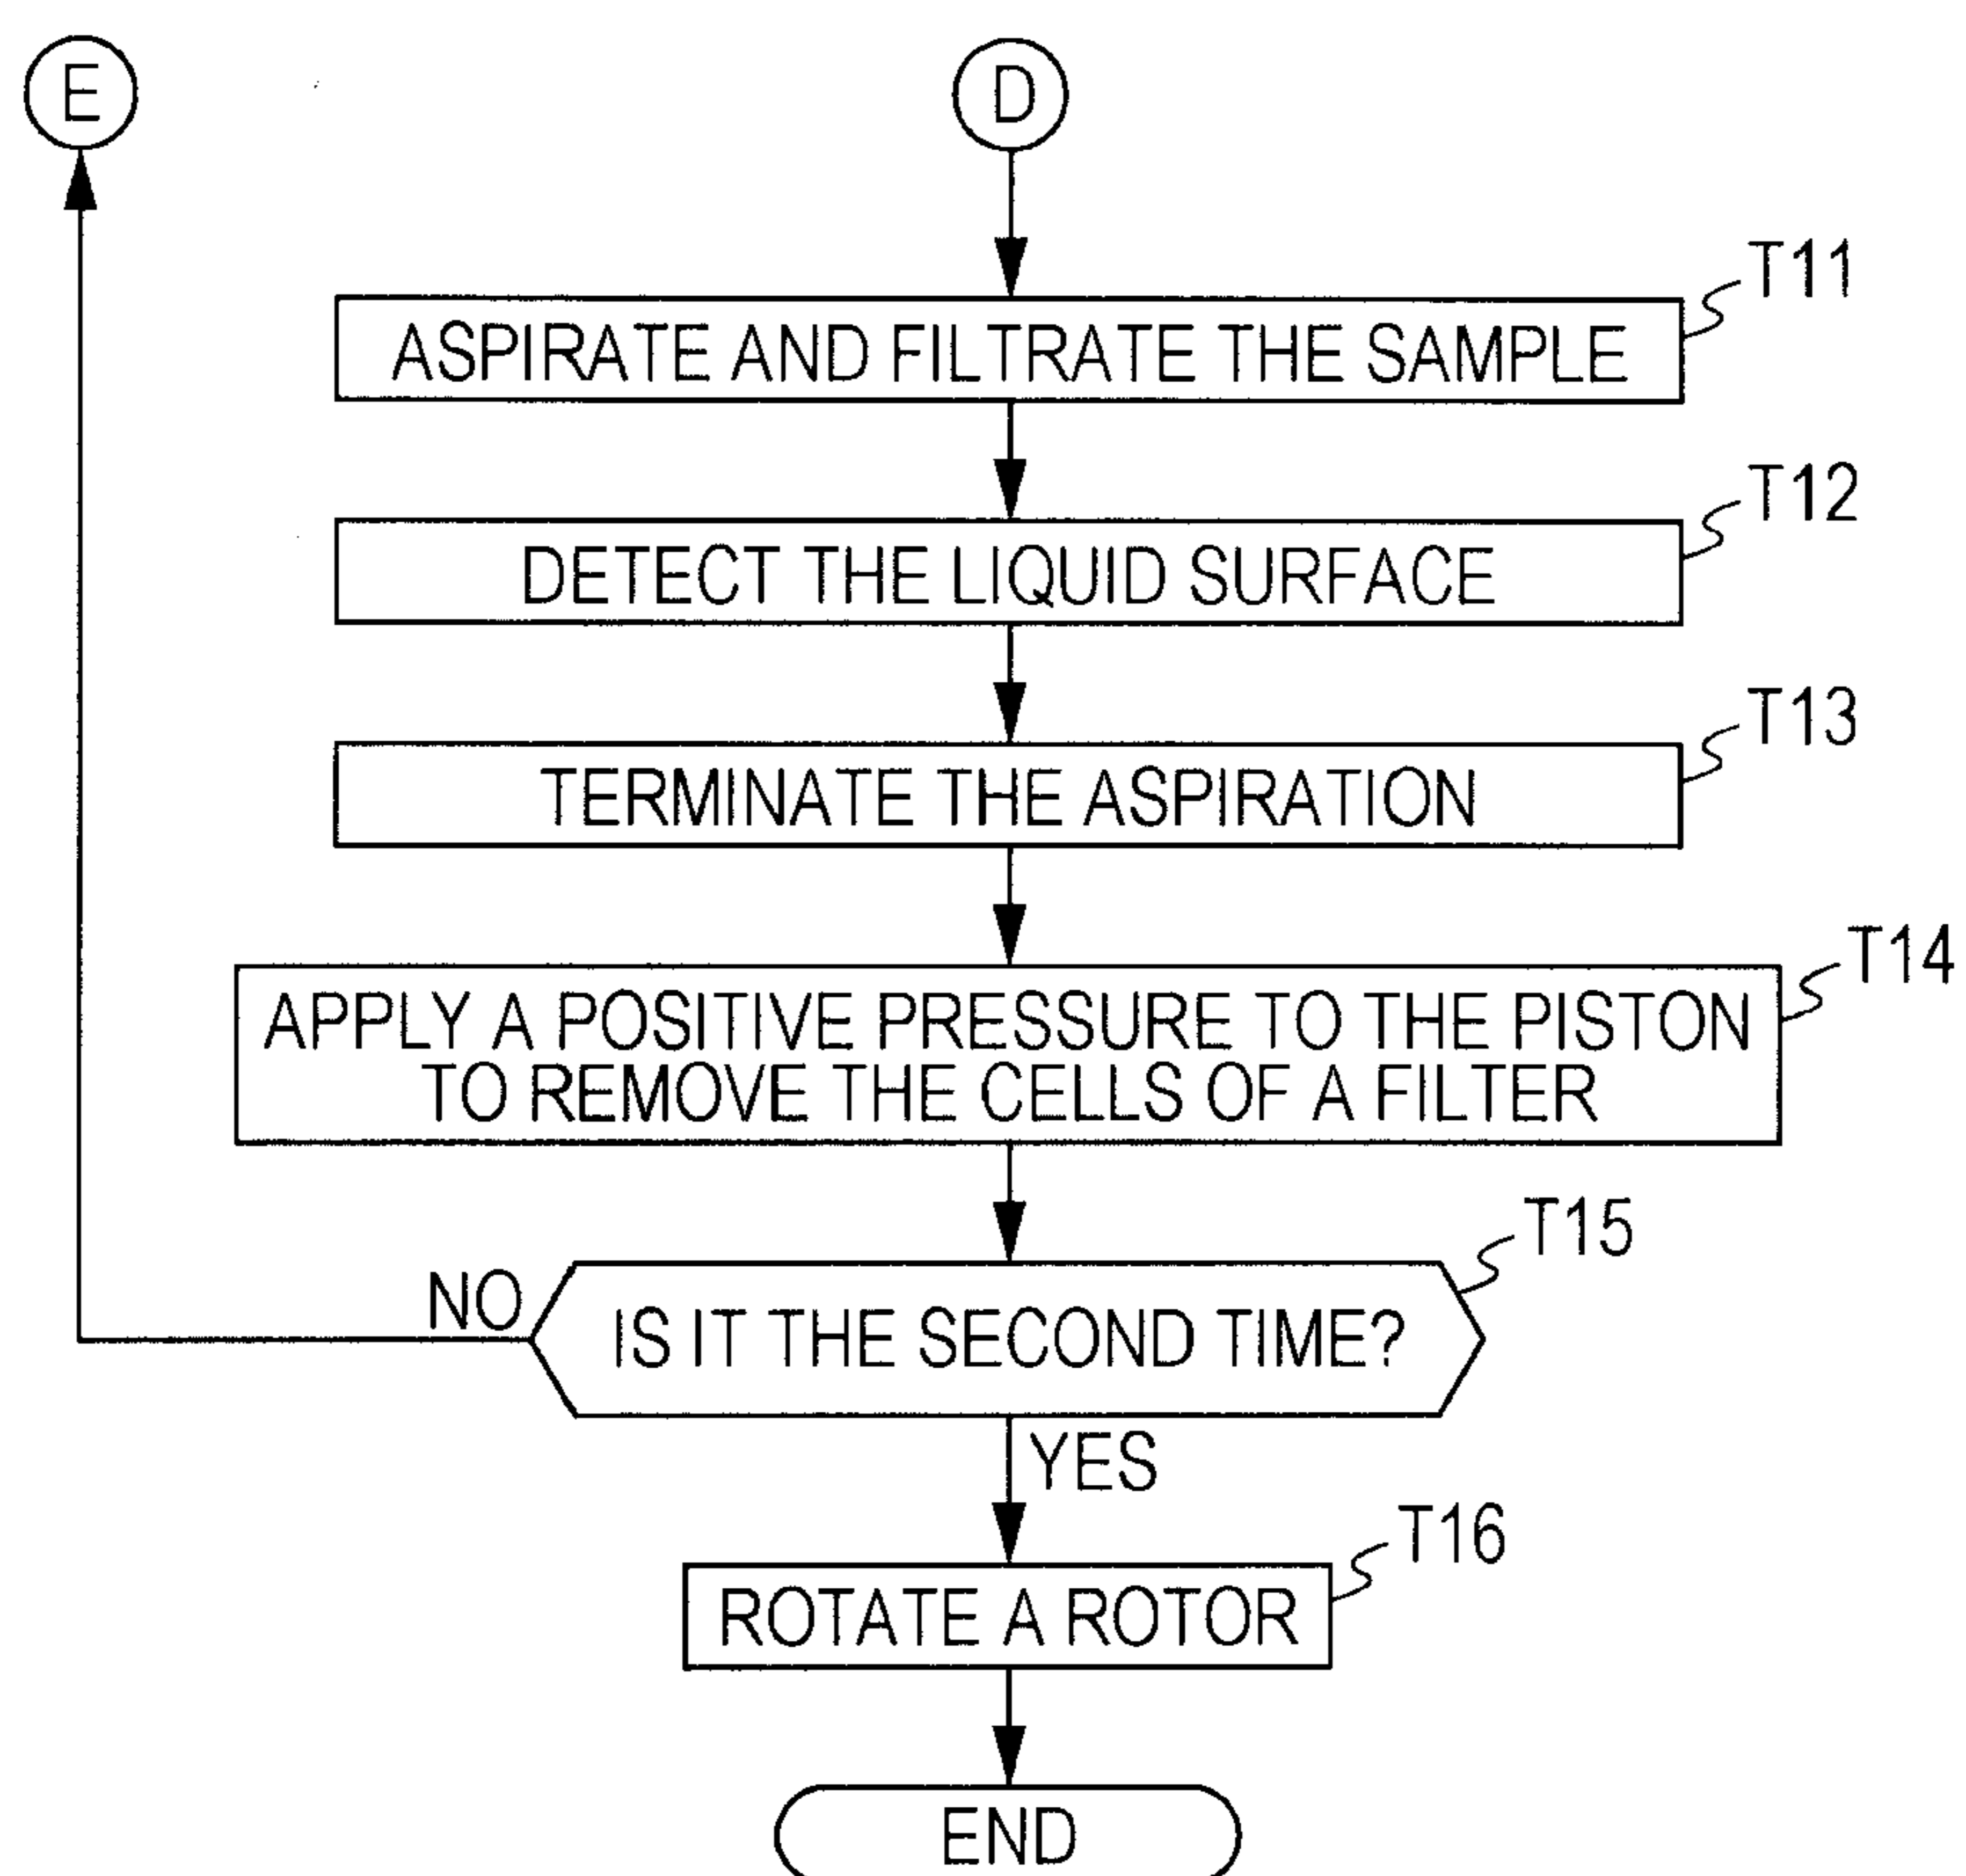 E
D
T11
ASPIRATE AND FILTRATE THE SAMPLE
T12
DETECT THE LIQUID SURFACE
T13
TERMINATE THE ASPIRATION
T14
APPLY A POSITIVE PRESSURE TO THE PISTON
TO REMOVE THE CELLS OF A FILTER
T15
NO
IS IT THE SECOND TIME?
YES
T16
ROTATE A ROTOR
END